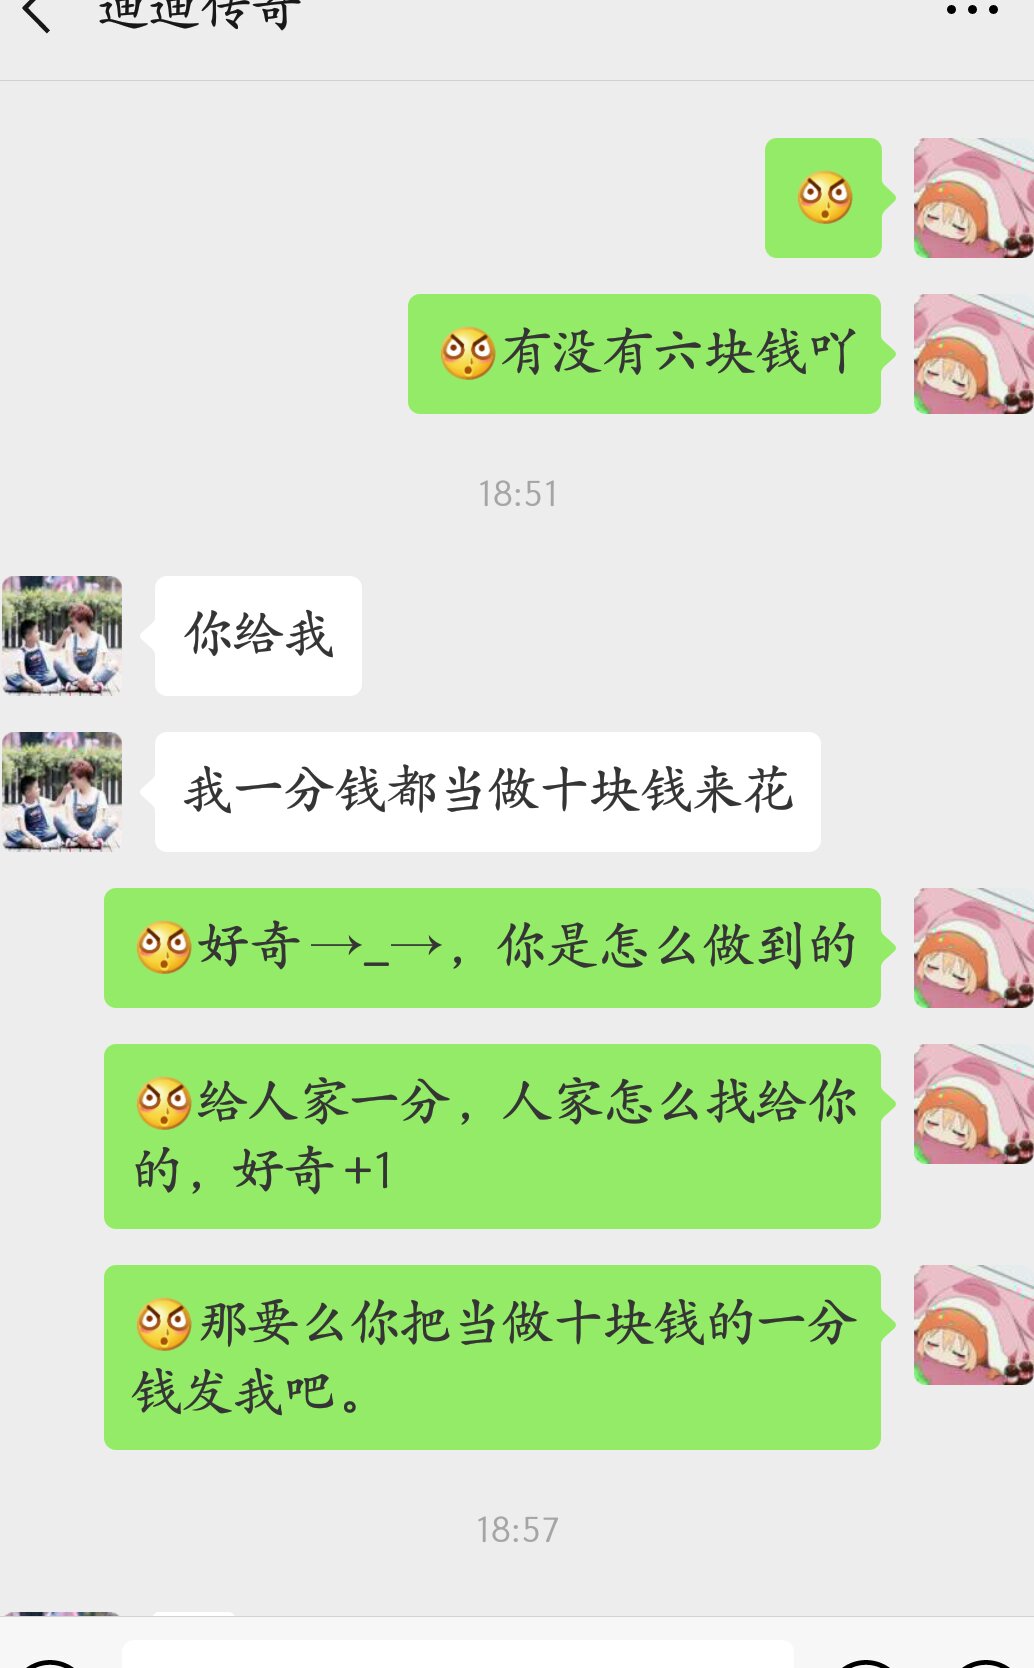 迪迪传奇
有没有六块钱吖
18:51
你给我
我一分钱都当做十块钱来花
好奇→_→，你是怎么做到的
给人家一分，人家怎么找给你
的，好奇+1
那要么你把当做十块钱的一分
钱发我吧。
18:57